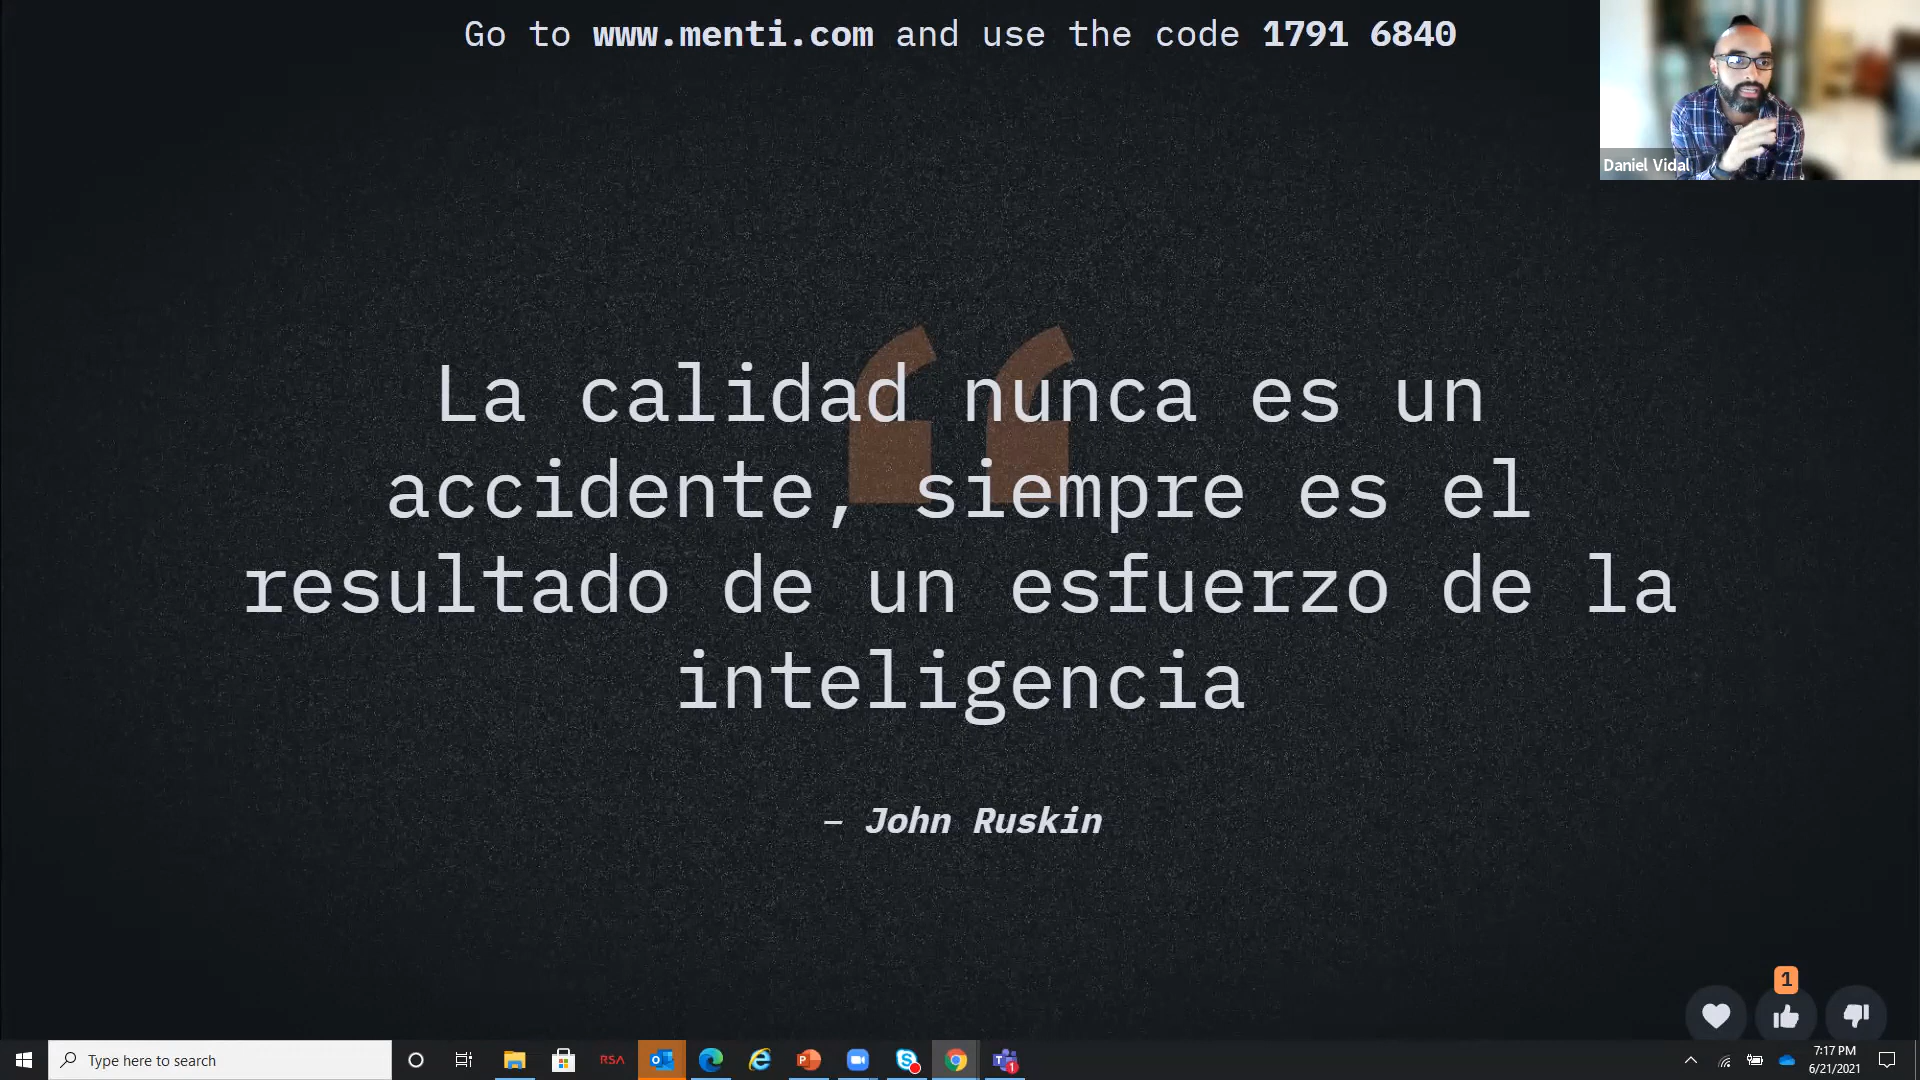 Go to www.menti.com and use the code 1791 6840
Daniel Vidal
La calidad nunca es un
accidente, siempre es el
resultado de un esfuerzo de la
inteligencia
– John Ruskin
1
Type here to search
RSA
7:17 PM
6/21/2021
1